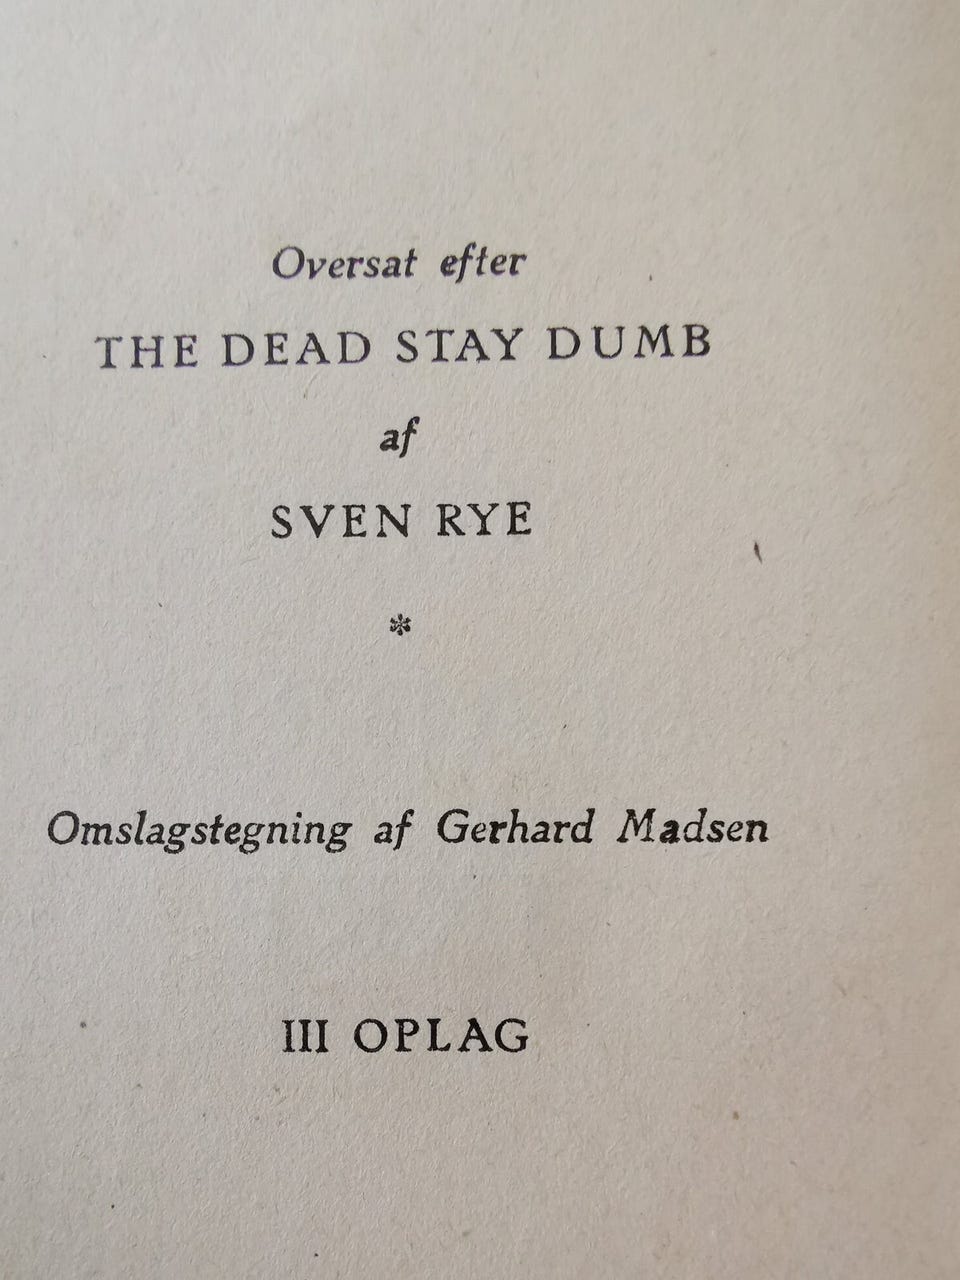 Oversat efter
THE DEAD STAY DUMB
af
SVEN RYE
*
Omslagstegning af Gerhard Madsen
III OPLAG